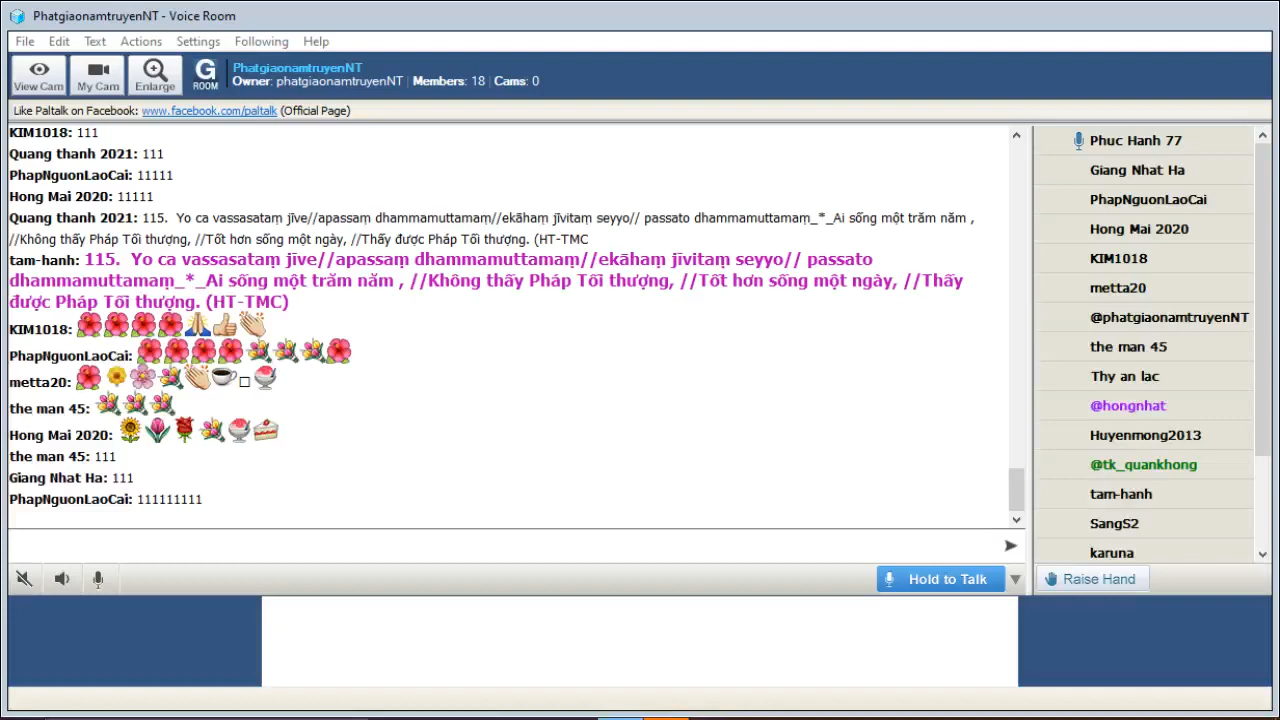 PhatgiaonamtruyenNT - Voice Room
File Edit Text Actions Settings Following Help
View Cam My Cam Enlarge G ROOM
PhatgiaonamtruyenNT
Owner: phatgiaonamtruyenNT | Members: 18 | Cams: 0
Like Paltalk on Facebook: www.facebook.com/paltalk (Official Page)
KIM1018: 111
Quang thanh 2021: 111
PhapNguonLaoCai: 11111
Hong Mai 2020: 11111
Quang thanh 2021: 115. Yo ca vassasataṃ jīve//apassaṃ dhammamuttamaṃ//ekāhaṃ jīvitaṃ seyyo// passato dhammamuttamaṃ_*_Ai sống một trăm năm ,
//Không thấy Pháp Tối thượng, //Tốt hơn sống một ngày, //Thấy được Pháp Tối thượng. (HT-TMC
tam-hanh: 115. Yo ca vassasataṃ jīve//apassaṃ dhammamuttamaṃ//ekāhaṃ jīvitaṃ seyyo// passato
dhammamuttamaṃ_*_Ai sống một trăm năm , //Không thấy Pháp Tối thượng, //Tốt hơn sống một ngày, //Thấy
được Pháp Tối thượng. (HT-TMC)
KIM1018:
PhapNguonLaoCai:
metta20:
the man 45:
Hong Mai 2020:
the man 45: 111
Giang Nhat Ha: 111
PhapNguonLaoCai: 111111111
Hold to Talk
Phuc Hanh 77
Giang Nhat Ha
PhapNguonLaoCai
Hong Mai 2020
KIM1018
metta20
@phatgiaonamtruyenNT
the man 45
Thy an lac
@hongnhat
Huyenmong2013
@tk_quankhong
tam-hanh
SangS2
karuna
Raise Hand